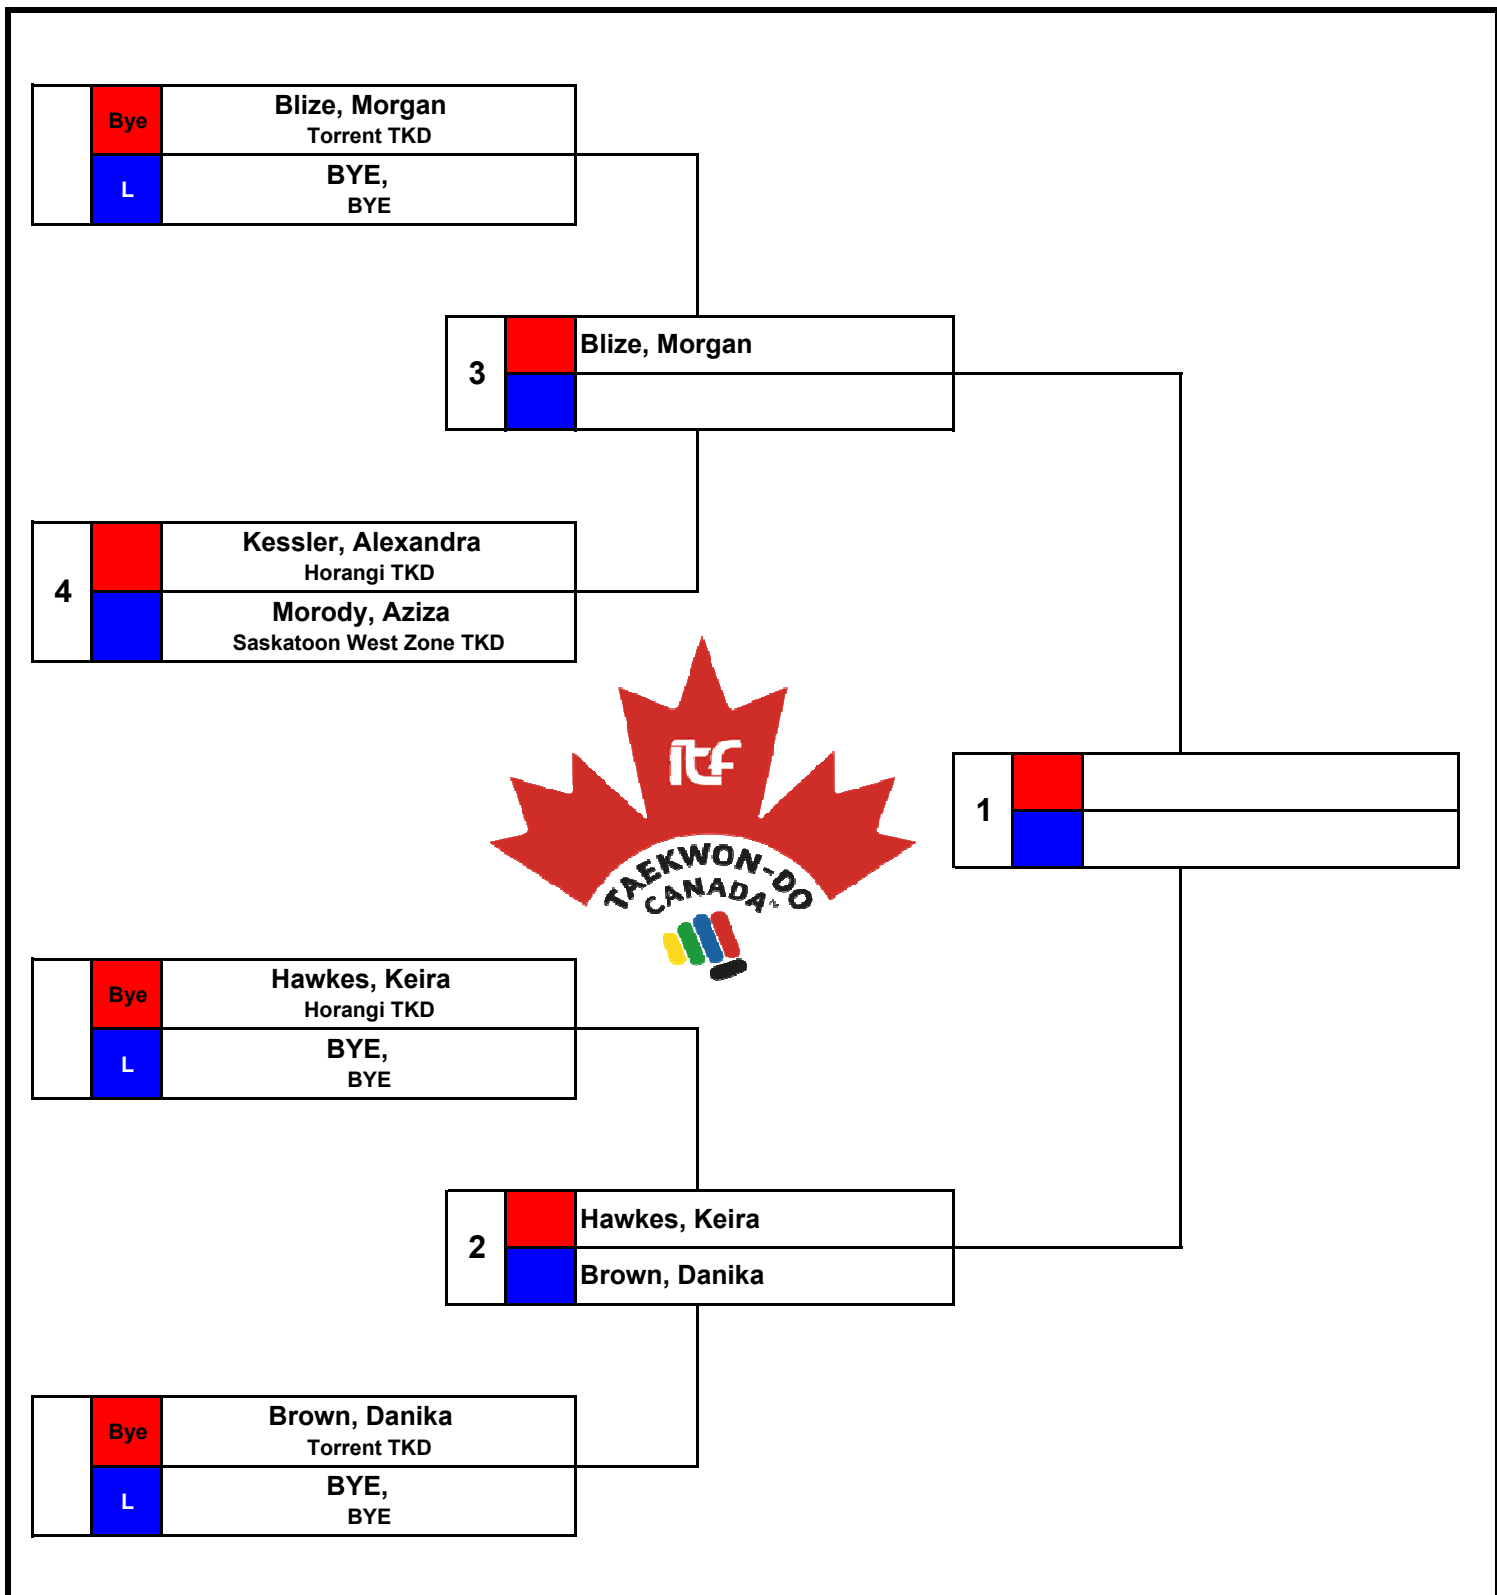 Bye
Blize, Morgan
Torrent TKD
L
BYE,
BYE
3
Blize, Morgan
4
Kessler, Alexandra
Horangi TKD
Morody, Aziza
Saskatoon West Zone TKD
itf
TAEKWON-DO
CANADA
1
Bye
Hawkes, Keira
Horangi TKD
L
BYE,
BYE
2
Hawkes, Keira
Brown, Danika
Bye
Brown, Danika
Torrent TKD
L
BYE,
BYE